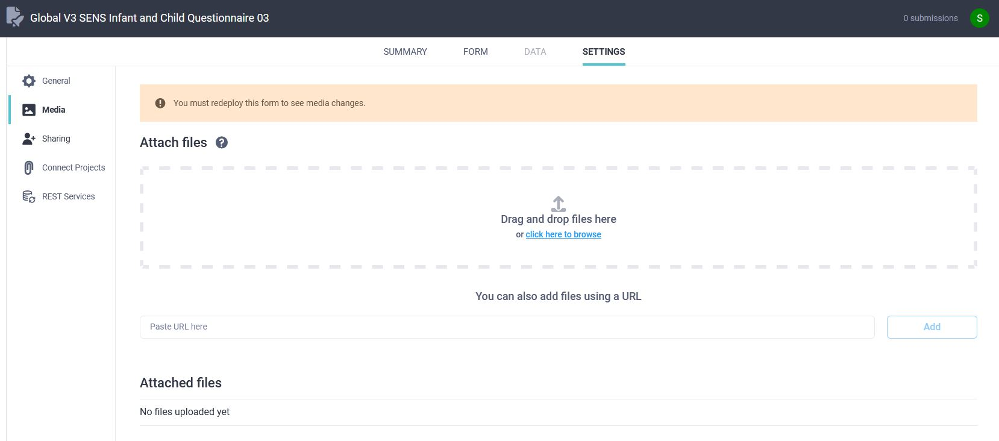 Global V3 SENS Infant and Child Questionnaire 03
0 submissions
S
SUMMARY
FORM
DATA
SETTINGS
General
Media
Sharing
Connect Projects
REST Services
You must redeploy this form to see media changes.
Attach files
Drag and drop files here
or click here to browse
You can also add files using a URL
Paste URL here
Add
Attached files
No files uploaded yet